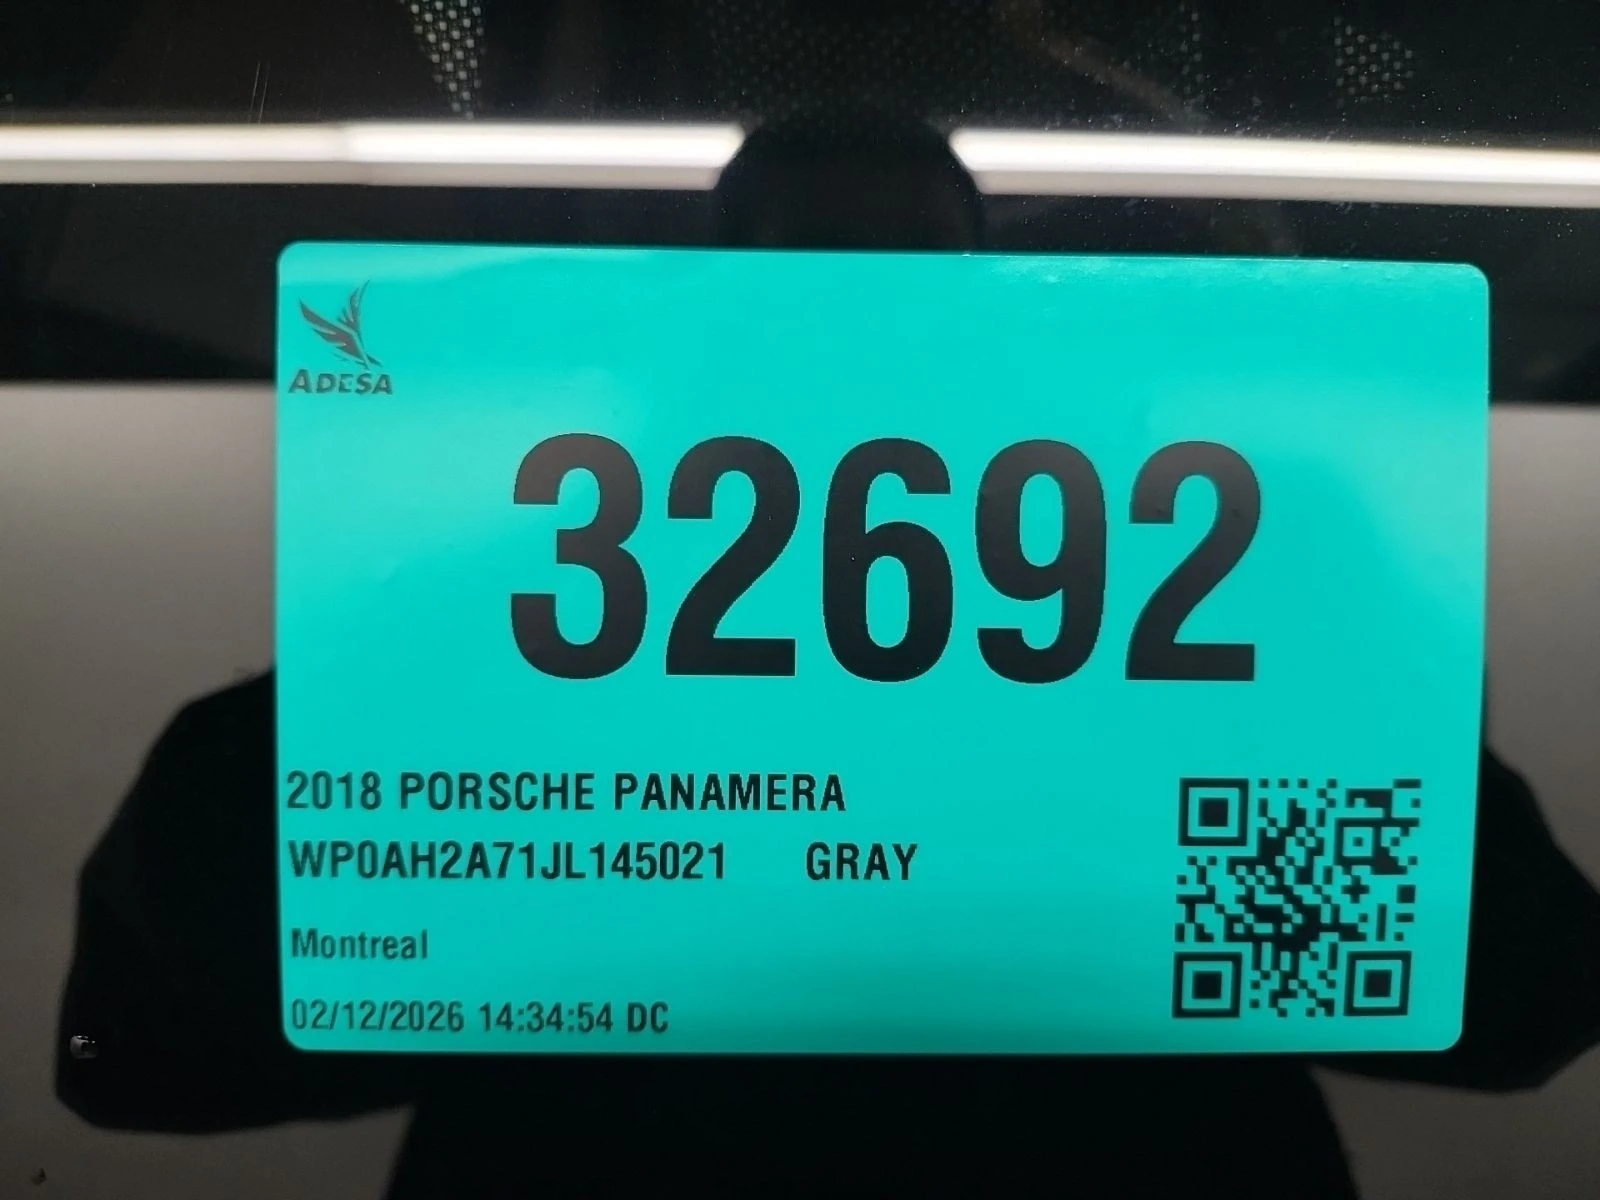 ADESA
32692
2018 PORSCHE PANAMERA
WP0AH2A71JL145021 GRAY
Montreal
02/12/2026 14:34:54 DC